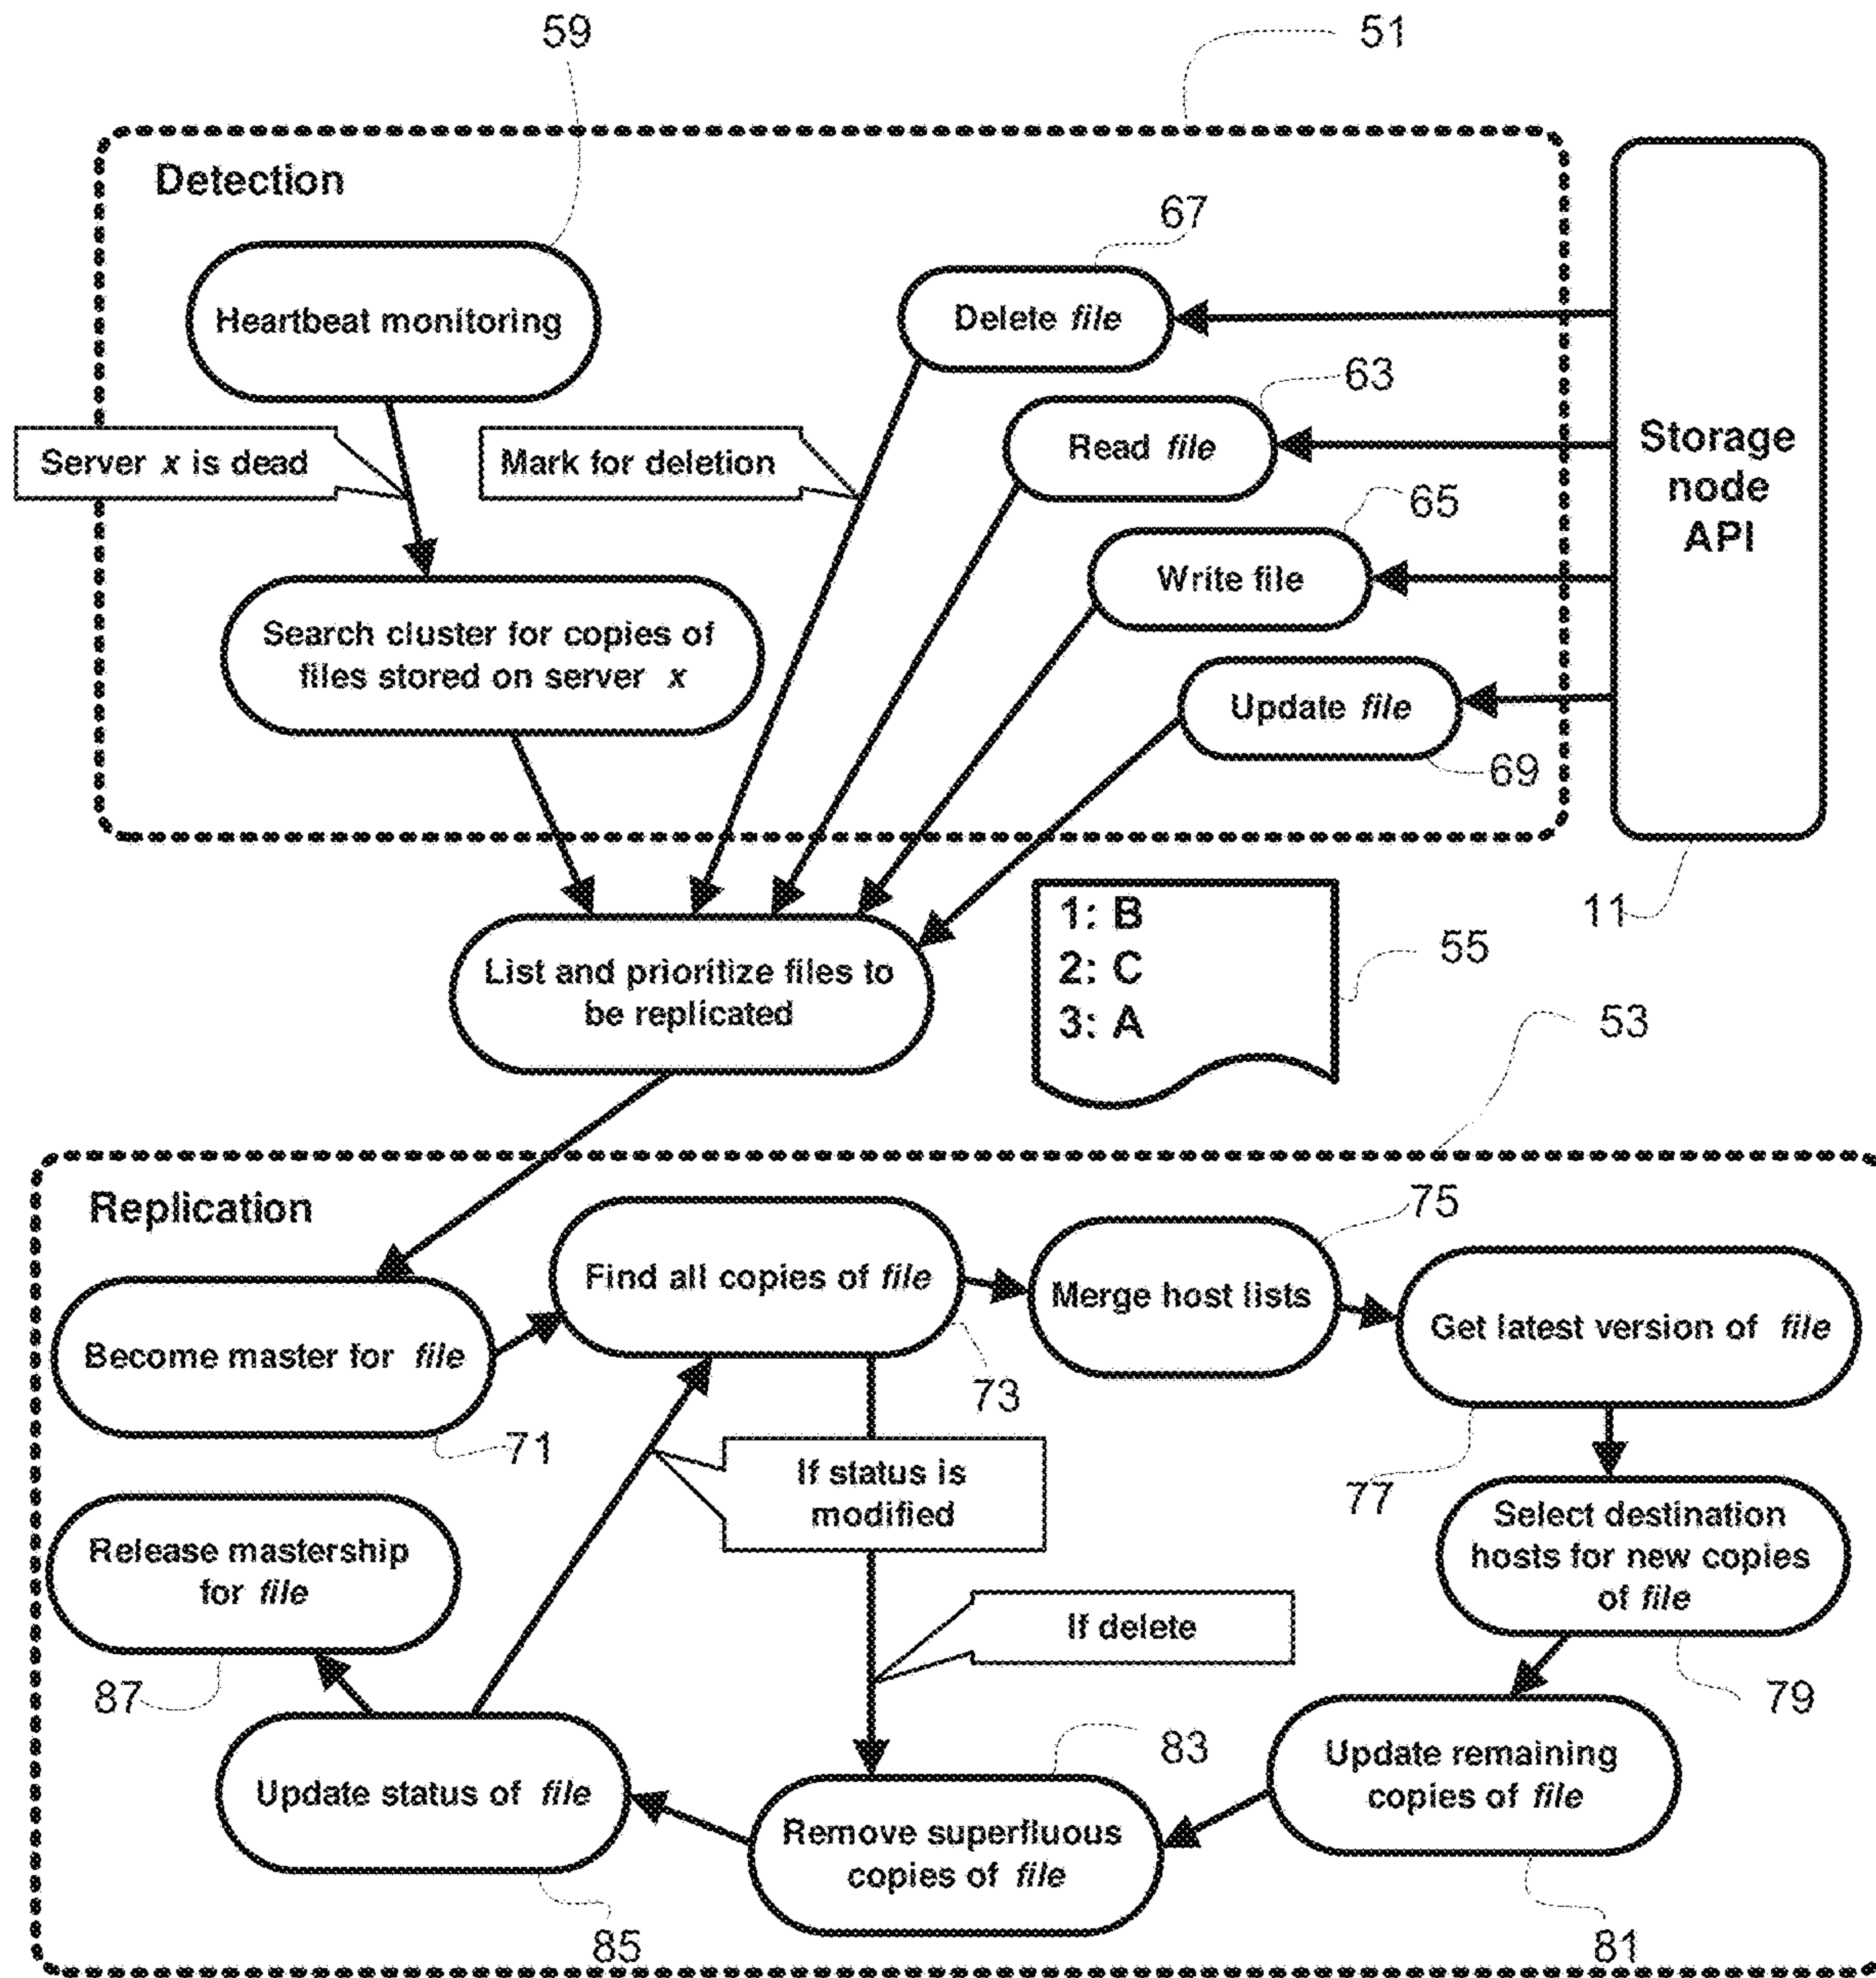 59
51
Detection
67
Heartbeat monitoring
Delete file
63
Read file
Server x is dead
Mark for deletion
Storage
node
API
65
Write file
Search cluster for copies of
files stored on server x
Update file
69
11
1: B
2: C
3: A
55
List and prioritize files to
be replicated
53
Replication
75
Find all copies of file
Merge host lists
Get latest version of file
Become master for file
73
71
77
If status is
modified
Select destination
hosts for new copies
of file
Release mastership
for file
If delete
87
79
83
Update remaining
copies of file
Update status of file
Remove superfluous
copies of file
85
81